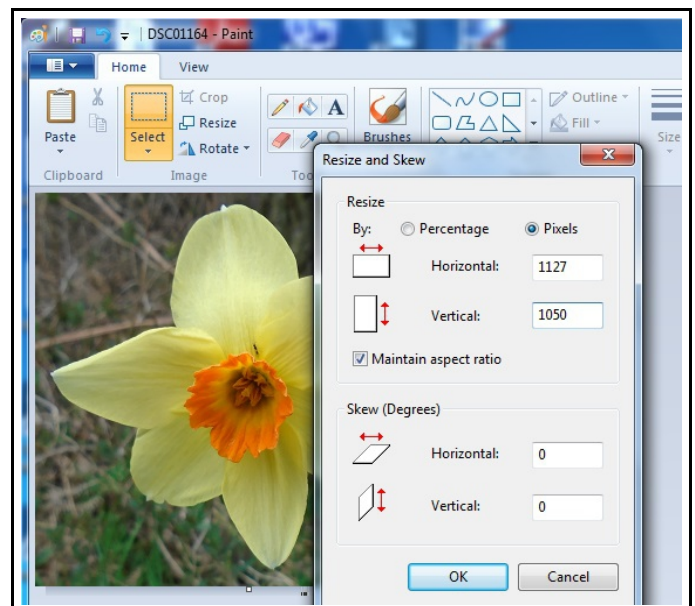 DSC01164 - Paint
Home View
Crop
Resize
Rotate
Paste
Select
Clipboard
Image
Too
A
Brushes
Outline
Fill
Size
Resize and Skew
Resize
By: Percentage Pixels
Horizontal: 1127
Vertical: 1050
Maintain aspect ratio
Skew (Degrees)
Horizontal: 0
Vertical: 0
OK Cancel